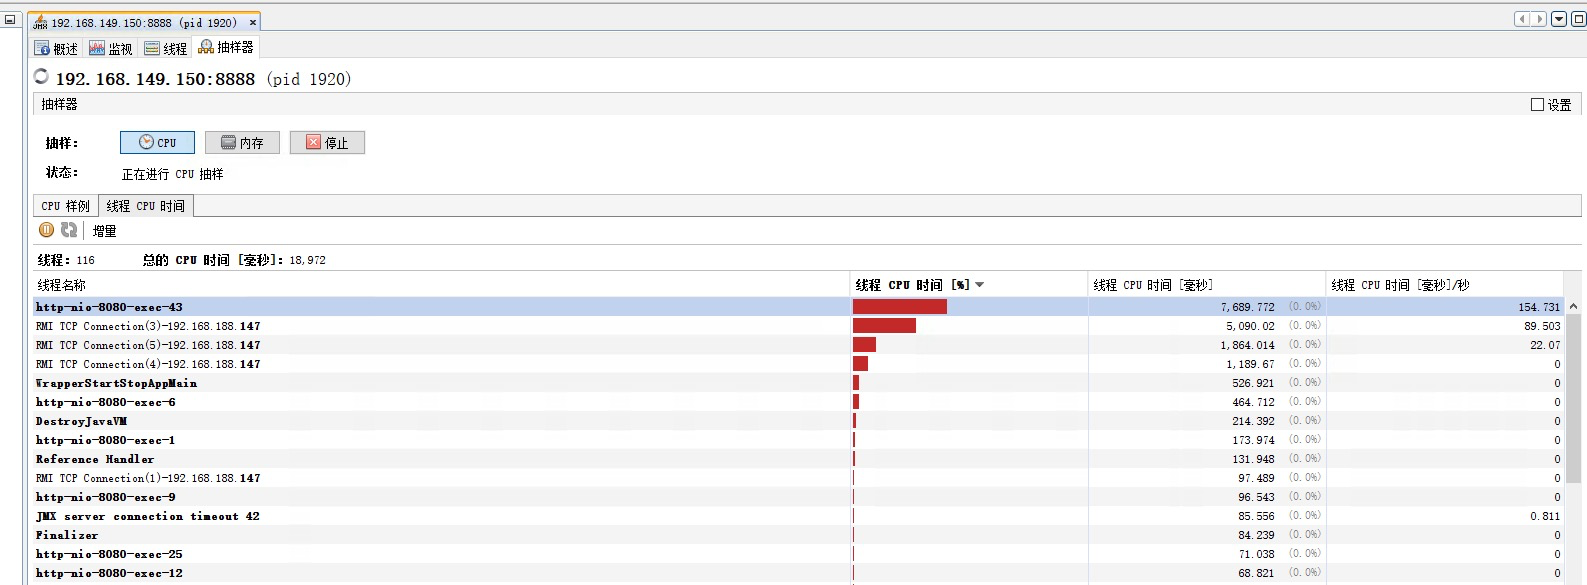 192.168.149.150:8888 (pid 1920)
概述 监视 线程 抽样器
192.168.149.150:8888 (pid 1920)
抽样器 设置
抽样: CPU 内存 停止
状态: 正在进行 CPU 抽样
CPU 样例 线程 CPU 时间
增量
线程: 116 总的 CPU 时间 [毫秒]: 18,972
线程名称 线程 CPU 时间 [%] 线程 CPU 时间 [毫秒] 线程 CPU 时间 [毫秒]/秒
http-nio-8080-exec-43 7,689.772 (0.0%) 154.731
RMI TCP Connection(3)-192.168.188.147 5,090.02 (0.0%) 89.503
RMI TCP Connection(5)-192.168.188.147 1,864.014 (0.0%) 22.07
RMI TCP Connection(4)-192.168.188.147 1,189.67 (0.0%) 0
WrapperStartStopAppMain 526.921 (0.0%) 0
http-nio-8080-exec-6 464.712 (0.0%) 0
DestroyJavaVM 214.392 (0.0%) 0
http-nio-8080-exec-1 173.974 (0.0%) 0
Reference Handler 131.948 (0.0%) 0
RMI TCP Connection(1)-192.168.188.147 97.489 (0.0%) 0
http-nio-8080-exec-9 96.543 (0.0%) 0
JMX server connection timeout 42 85.556 (0.0%) 0.811
Finalizer 84.239 (0.0%) 0
http-nio-8080-exec-25 71.038 (0.0%) 0
http-nio-8080-exec-12 68.821 (0.0%) 0